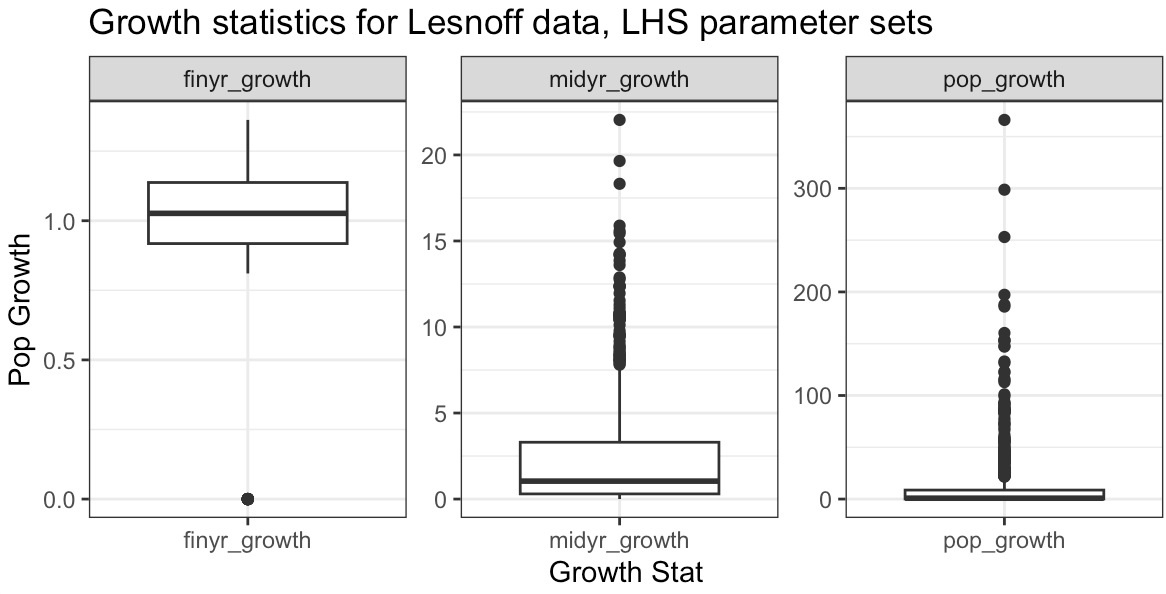 Growth statistics for Lesnoff data, LHS parameter sets
finyr_growth
midyr_growth
pop_growth
Pop Growth
1.0
0.5
0.0
20
15
10
5
0
300
200
100
0
finyr_growth
midyr_growth
pop_growth
Growth Stat